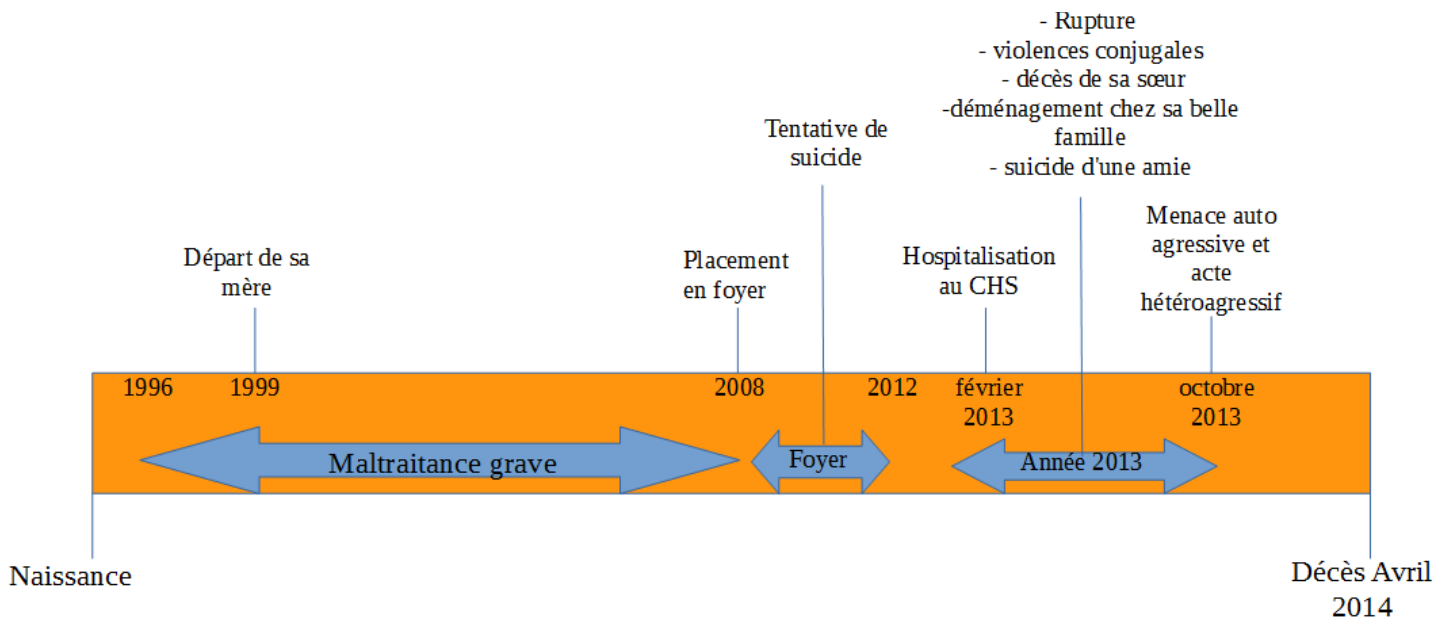 - Rupture
- violences conjugales
- décès de sa sœur
-déménagement chez sa belle
famille
- suicide d'une amie
Tentative de
suicide
Menace auto
agressive et
acte
hétéroagressif
Départ de sa
mère
Placement
en foyer
Hospitalisation
au CHS
1996
1999
2008
2012
février
2013
octobre
2013
Maltraitance grave
Foyer
Année 2013
Naissance
Décès Avril
2014